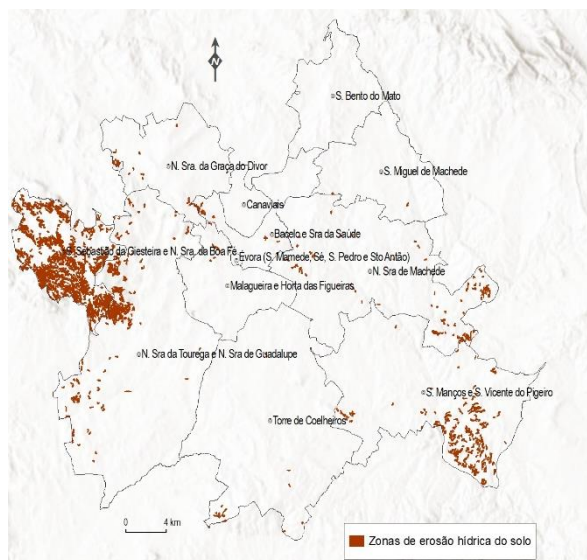 N
S. Bento do Mato
N. Sra. da Graça do Divor
S. Miguel de Machede
Canaviais
Bacelo e Sra da Saúde
S. Sebastião da Giesteira e N. Sra. da Boa Fé
Évora (S. Mamede, Sé, S. Pedro e Sto Antão)
N. Sra de Machede
Malagueira e Horta das Figueiras
N. Sra da Tourega e N. Sra de Guadalupe
S. Manços e S. Vicente do Pigeiro
Torre de Coelheiros
0 4 km
Zonas de erosão hídrica do solo